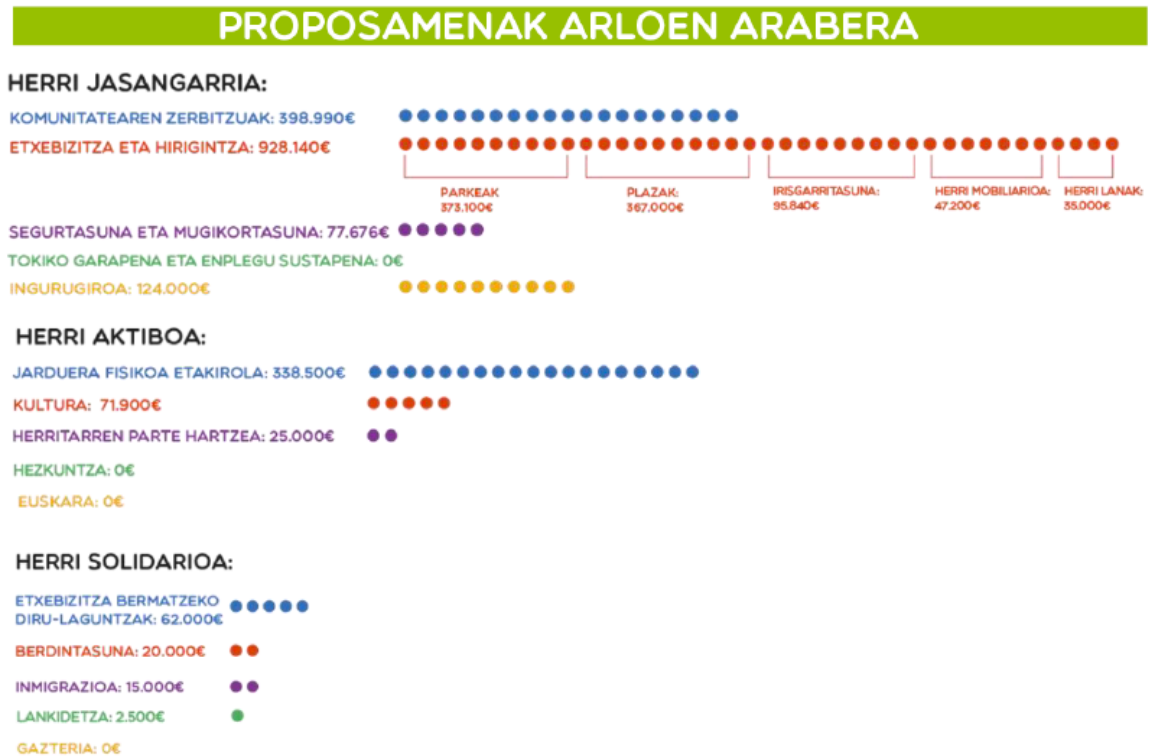 PROPOSAMENAK ARLOEN ARABERA
HERRI JASANGARRIA:
KOMUNITATEAREN ZERBITZUAK: 398.990€
ETXEBIZITZA ETA HIRIGINTZA: 928.140€
PARKEAK
373.100€
PLAZAK:
367.000€
IRISGARRITASUNA:
95.840€
HERRI MOBILIARIOA:
47.200€
HERRI LANAK:
35.000€
SEGURTASUNA ETA MUGIKORTASUNA: 77.676€
TOKIKO GARAPENA ETA ENPLEGU SUSTAPENA: 0€
INGURUGIROA: 124.000€
HERRI AKTIBOA:
JARDUERA FISIKOA ETAKIROLA: 338.500€
KULTURA: 71.900€
HERRITARREN PARTE HARTZEA: 25.000€
HEZKUNTZA: 0€
EUSKARA: 0€
HERRI SOLIDARIOA:
ETXEBIZITZA BERMATZEKO
DIRU-LAGUNTZAK: 62.000€
BERDINTASUNA: 20.000€
INMIGRAZIOA: 15.000€
LANKIDETZA: 2.500€
GAZTERIA: 0€